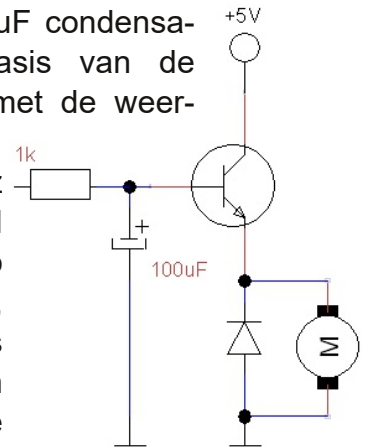 uF condensa-
asis van de
met de weer-
+5V
1k
+
100uF
M